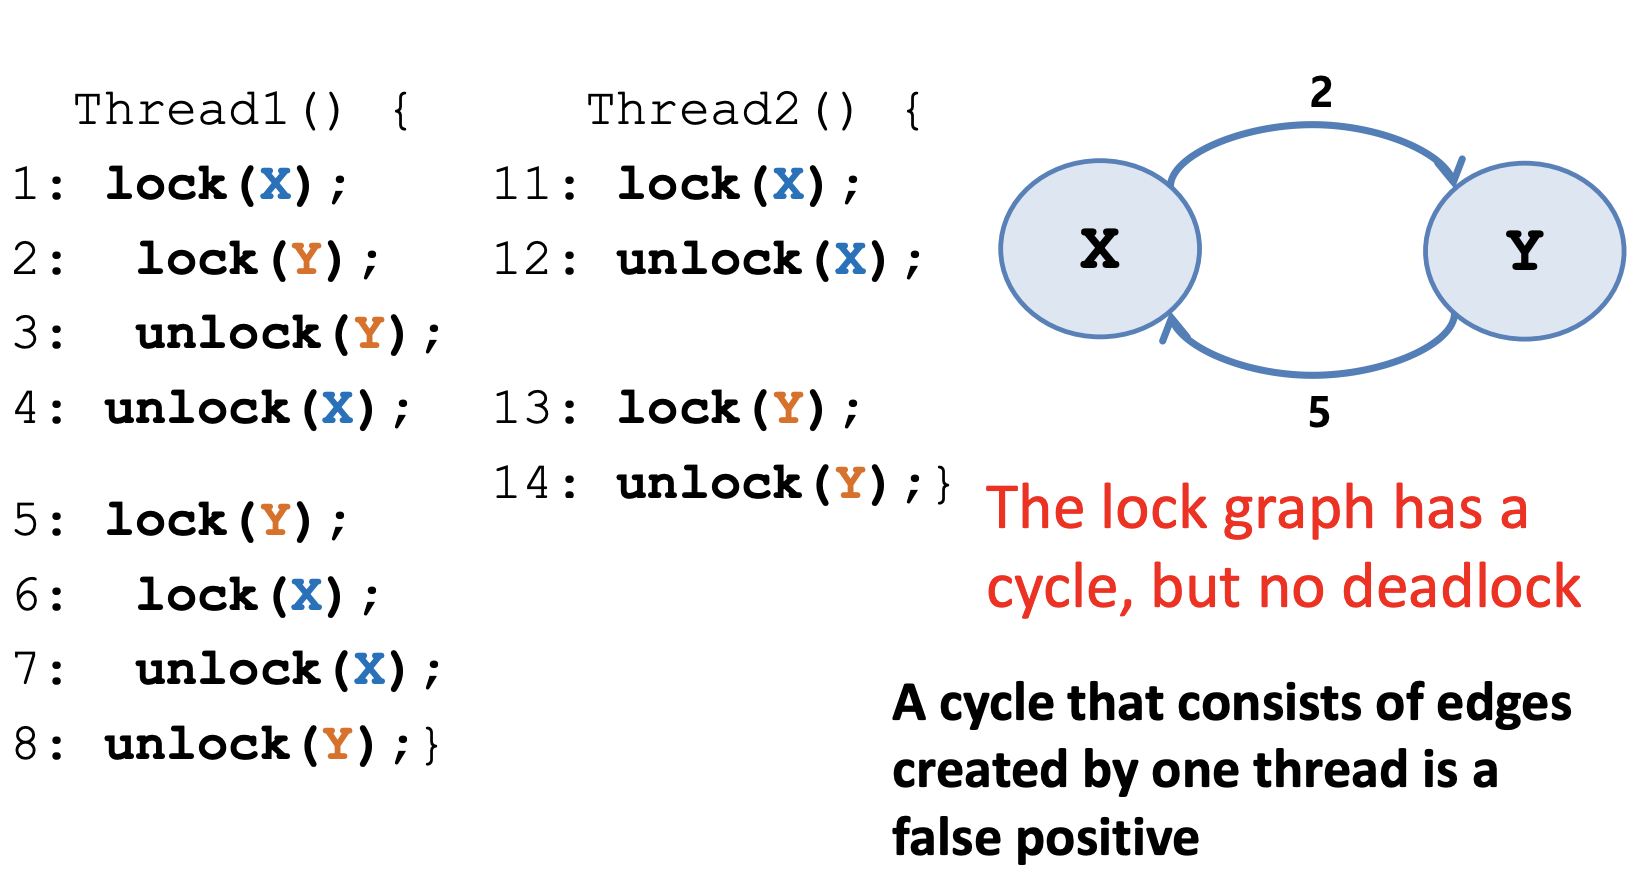 Thread1() {
1: lock(X);
2: lock(Y);
3: unlock(Y);
4: unlock(X);
5: lock(Y);
6: lock(X);
7: unlock(X);
8: unlock(Y);}
Thread2() {
11: lock(X);
12: unlock(X);
13: lock(Y);
14: unlock(Y);}
2
X
Y
5
The lock graph has a
cycle, but no deadlock
A cycle that consists of edges
created by one thread is a
false positive